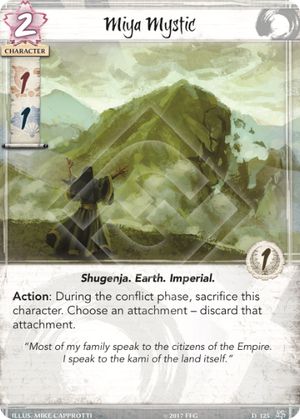 2
Miya Mystic
CHARACTER
1
1
1
Shugenja. Earth. Imperial.
Action: During the conflict phase, sacrifice this
character. Choose an attachment – discard that
attachment.
“Most of my family speak to the citizens of the Empire.
I speak to the kami of the land itself.”
ILLUS: MIKE CAPPROTTI
© 2017 FFG